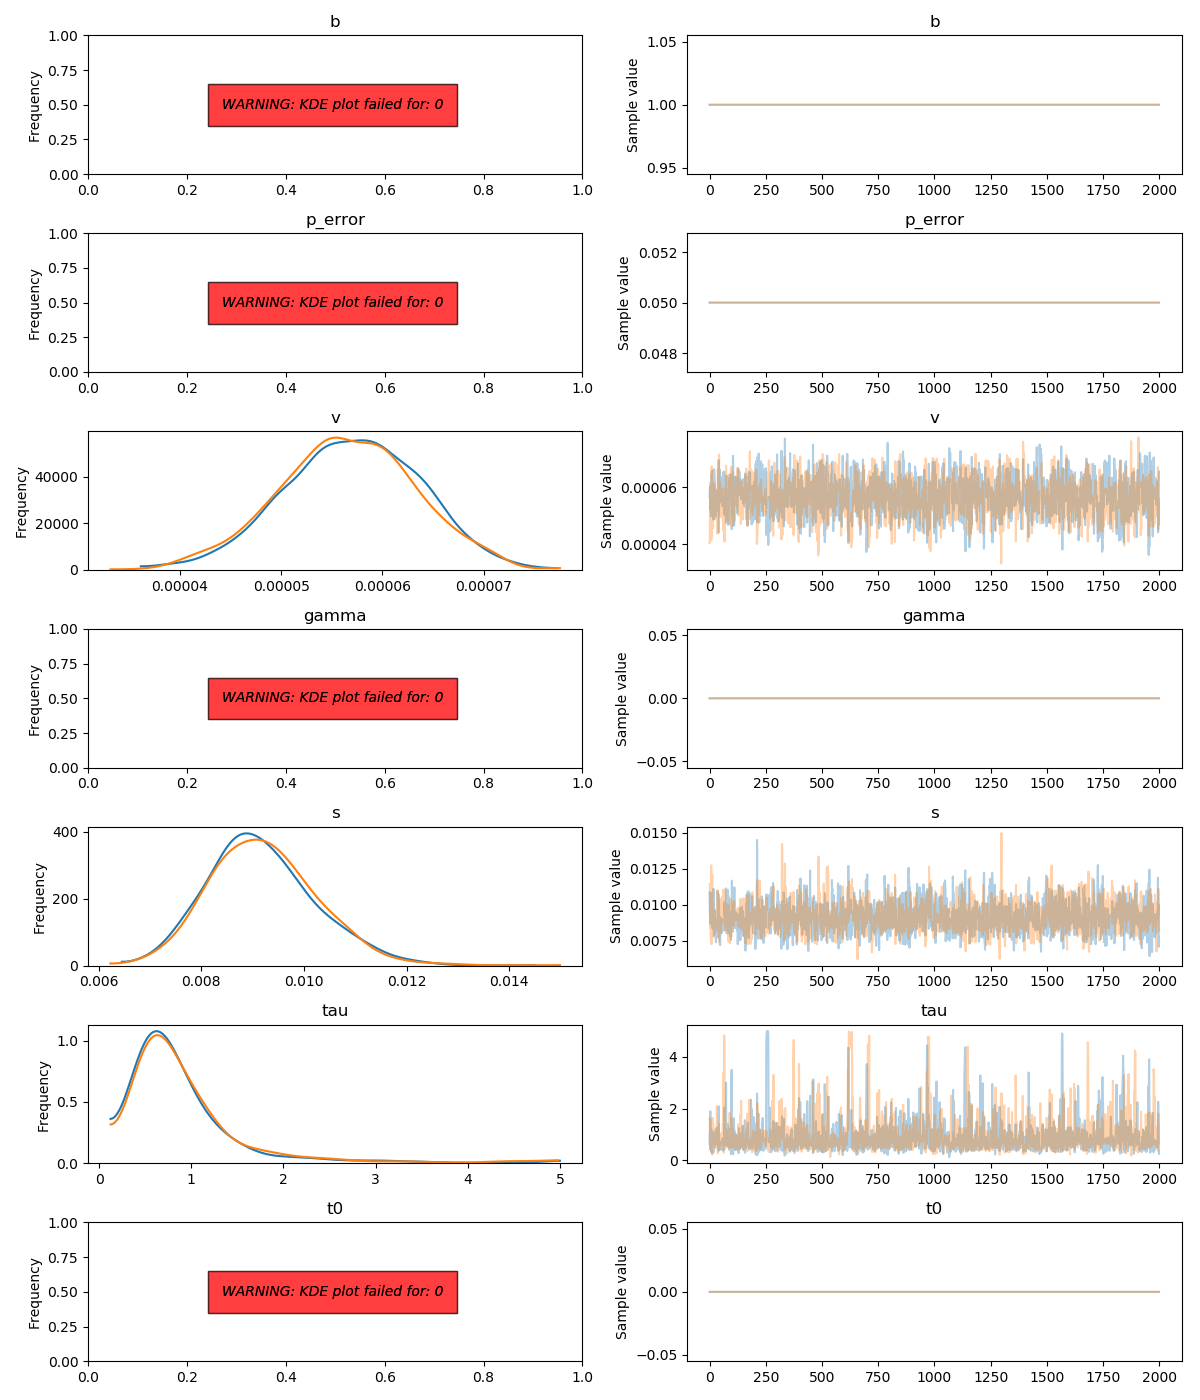 b
1.00
0.75
0.50
0.25
0.00
Frequency
WARNING: KDE plot failed for: 0
0.0 0.2 0.4 0.6 0.8 1.0
b
1.05
1.00
0.95
Sample value
0 250 500 750 1000 1250 1500 1750 2000
p_error
1.00
0.75
0.50
0.25
0.00
Frequency
WARNING: KDE plot failed for: 0
0.0 0.2 0.4 0.6 0.8 1.0
p_error
0.052
0.050
0.048
Sample value
0 250 500 750 1000 1250 1500 1750 2000
v
40000
20000
0
Frequency
0.00004 0.00005 0.00006 0.00007
v
0.00006
0.00004
Sample value
0 250 500 750 1000 1250 1500 1750 2000
gamma
1.00
0.75
0.50
0.25
0.00
Frequency
WARNING: KDE plot failed for: 0
0.0 0.2 0.4 0.6 0.8 1.0
gamma
0.05
0.00
−0.05
Sample value
0 250 500 750 1000 1250 1500 1750 2000
s
400
200
0
Frequency
0.006 0.008 0.010 0.012 0.014
s
0.0150
0.0125
0.0100
0.0075
Sample value
0 250 500 750 1000 1250 1500 1750 2000
tau
1.0
0.5
0.0
Frequency
0 1 2 3 4 5
tau
4
2
0
Sample value
0 250 500 750 1000 1250 1500 1750 2000
t0
1.00
0.75
0.50
0.25
0.00
Frequency
WARNING: KDE plot failed for: 0
0.0 0.2 0.4 0.6 0.8 1.0
t0
0.05
0.00
−0.05
Sample value
0 250 500 750 1000 1250 1500 1750 2000